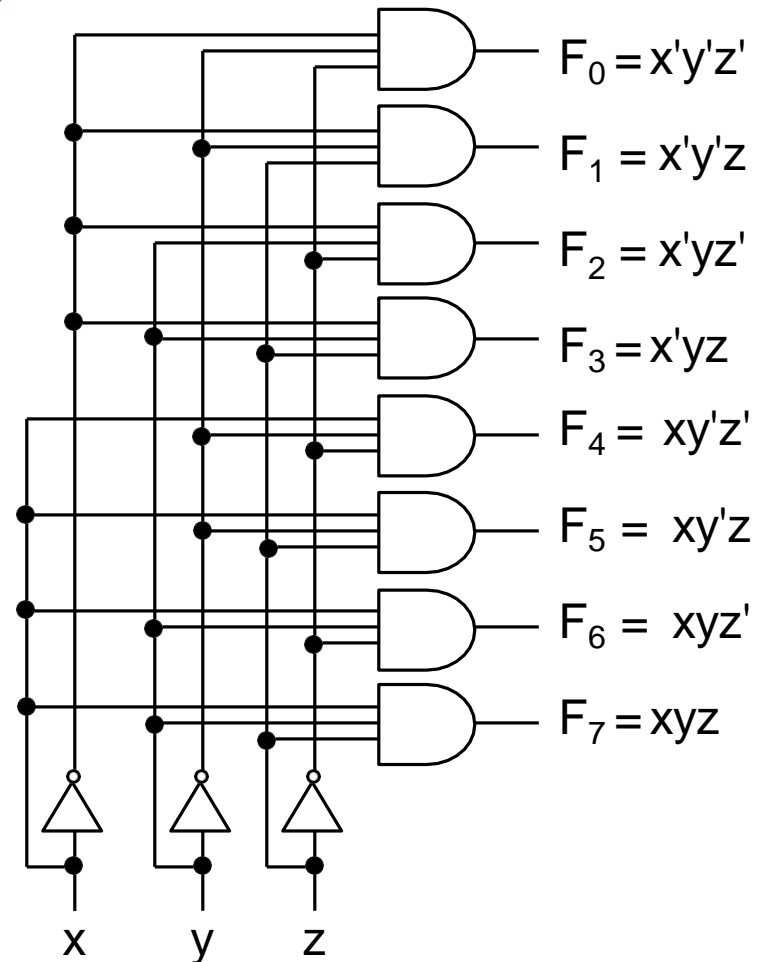 F₀ = x'y'z'
F₁ = x'y'z
F₂ = x'yz'
F₃ = x'yz
F₄ = xy'z'
F₅ = xy'z
F₆ = xyz'
F₇ = xyz
x y z